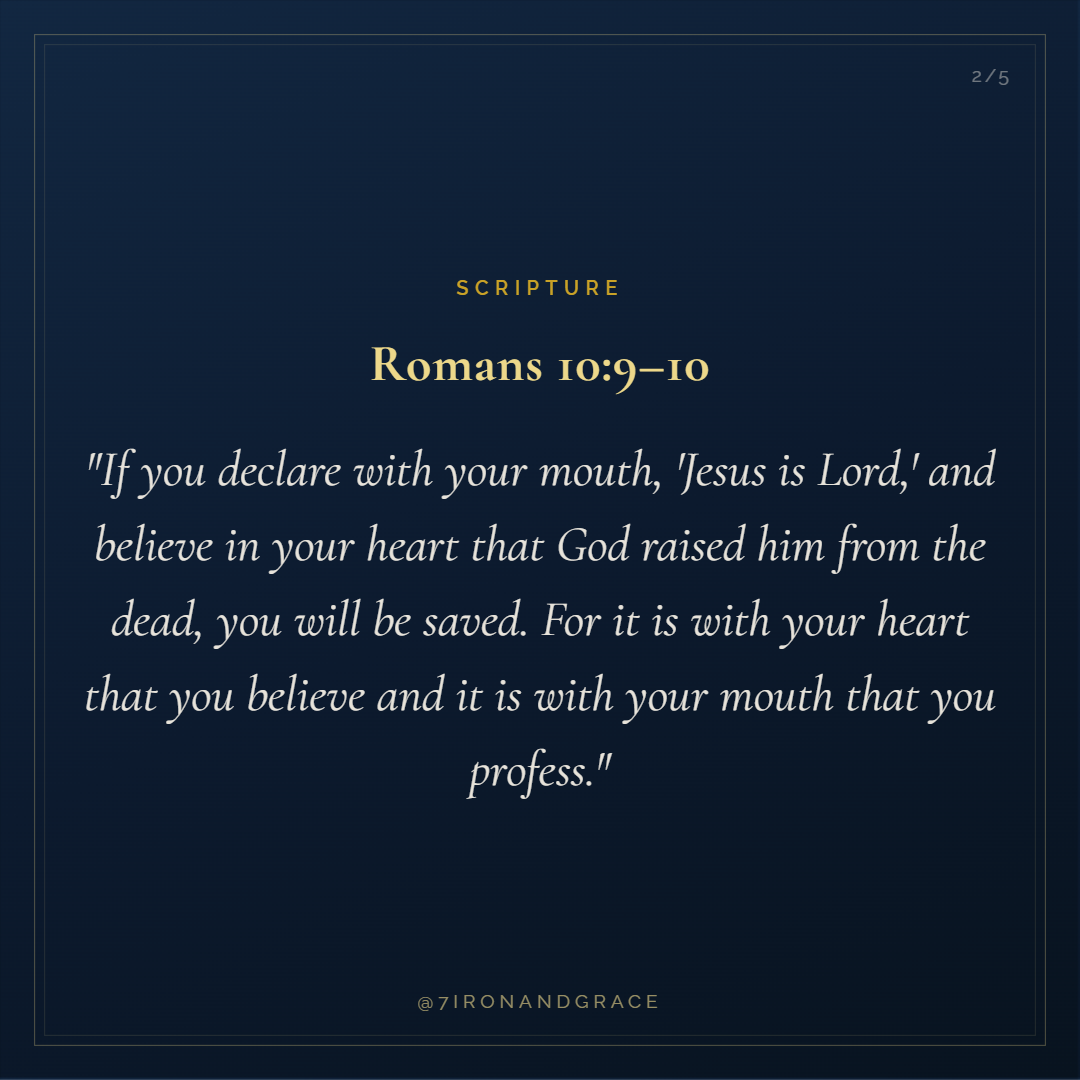 2/5
SCRIPTURE
Romans 10:9–10
"If you declare with your mouth, 'Jesus is Lord,' and
believe in your heart that God raised him from the
dead, you will be saved. For it is with your heart
that you believe and it is with your mouth that you
profess."
@7IRONANDGRACE